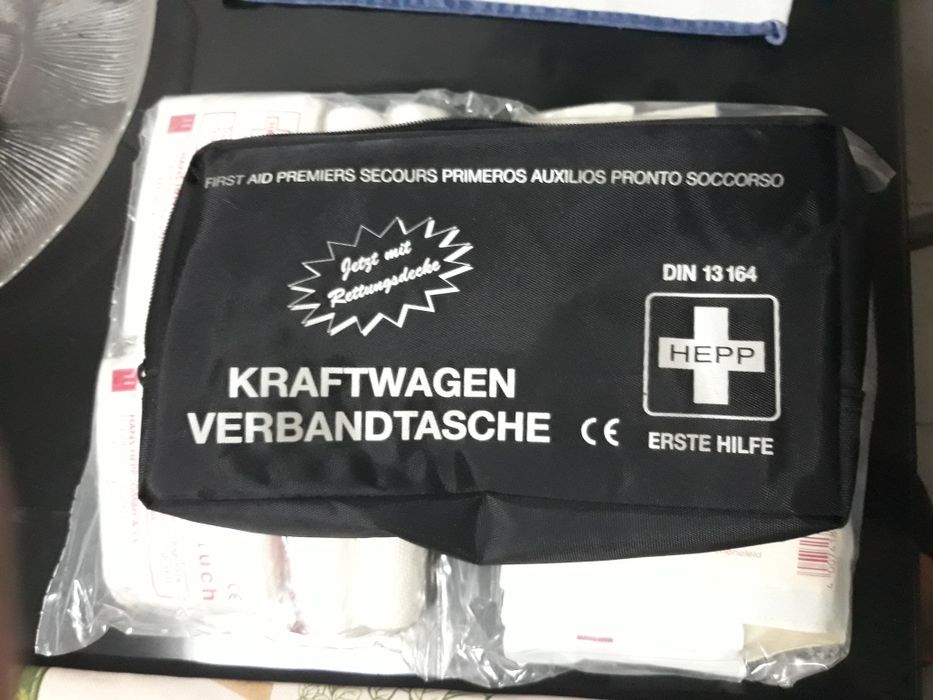 FIRST AID PREMIERS SECOURS PRIMEROS AUXILIOS PRONTO SOCCORSO
Jetzt mit
Rettungsdecke
DIN 13 164
HEPP
ERSTE HILFE
KRAFTWAGEN
VERBANDTASCHE CE